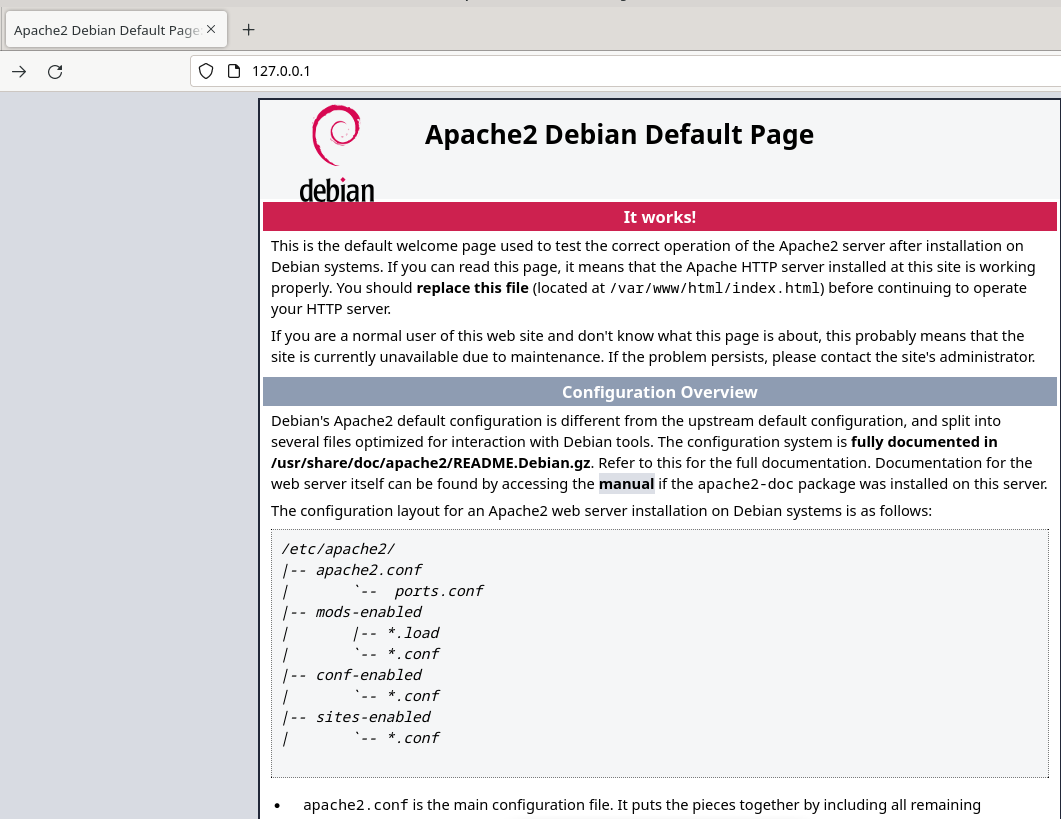 Apache2 Debian Default Page
127.0.0.1
debian
Apache2 Debian Default Page
It works!
This is the default welcome page used to test the correct operation of the Apache2 server after installation on
Debian systems. If you can read this page, it means that the Apache HTTP server installed at this site is working
properly. You should replace this file (located at /var/www/html/index.html) before continuing to operate
your HTTP server.
If you are a normal user of this web site and don't know what this page is about, this probably means that the
site is currently unavailable due to maintenance. If the problem persists, please contact the site's administrator.
Configuration Overview
Debian's Apache2 default configuration is different from the upstream default configuration, and split into
several files optimized for interaction with Debian tools. The configuration system is fully documented in
/usr/share/doc/apache2/README.Debian.gz. Refer to this for the full documentation. Documentation for the
web server itself can be found by accessing the manual if the apache2-doc package was installed on this server.
The configuration layout for an Apache2 web server installation on Debian systems is as follows:
/etc/apache2/
|-- apache2.conf
|       `--  ports.conf
|-- mods-enabled
|       |-- *.load
|       `-- *.conf
|-- conf-enabled
|       `-- *.conf
|-- sites-enabled
|       `-- *.conf
• apache2.conf is the main configuration file. It puts the pieces together by including all remaining